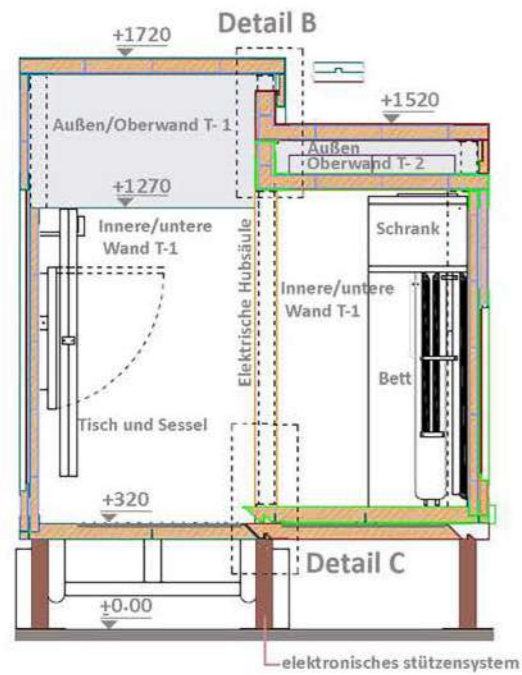 Detail B
+1720
+1520
Außen/Oberwand T- 1
Außen
Oberwand T- 2
+1270
Innere/untere
Wand T-1
Schrank
Elektrische Hubsäule
Innere/untere
Wand T-1
Bett
Tisch und Sessel
+320
Detail C
+0.00
elektronisches stützensystem